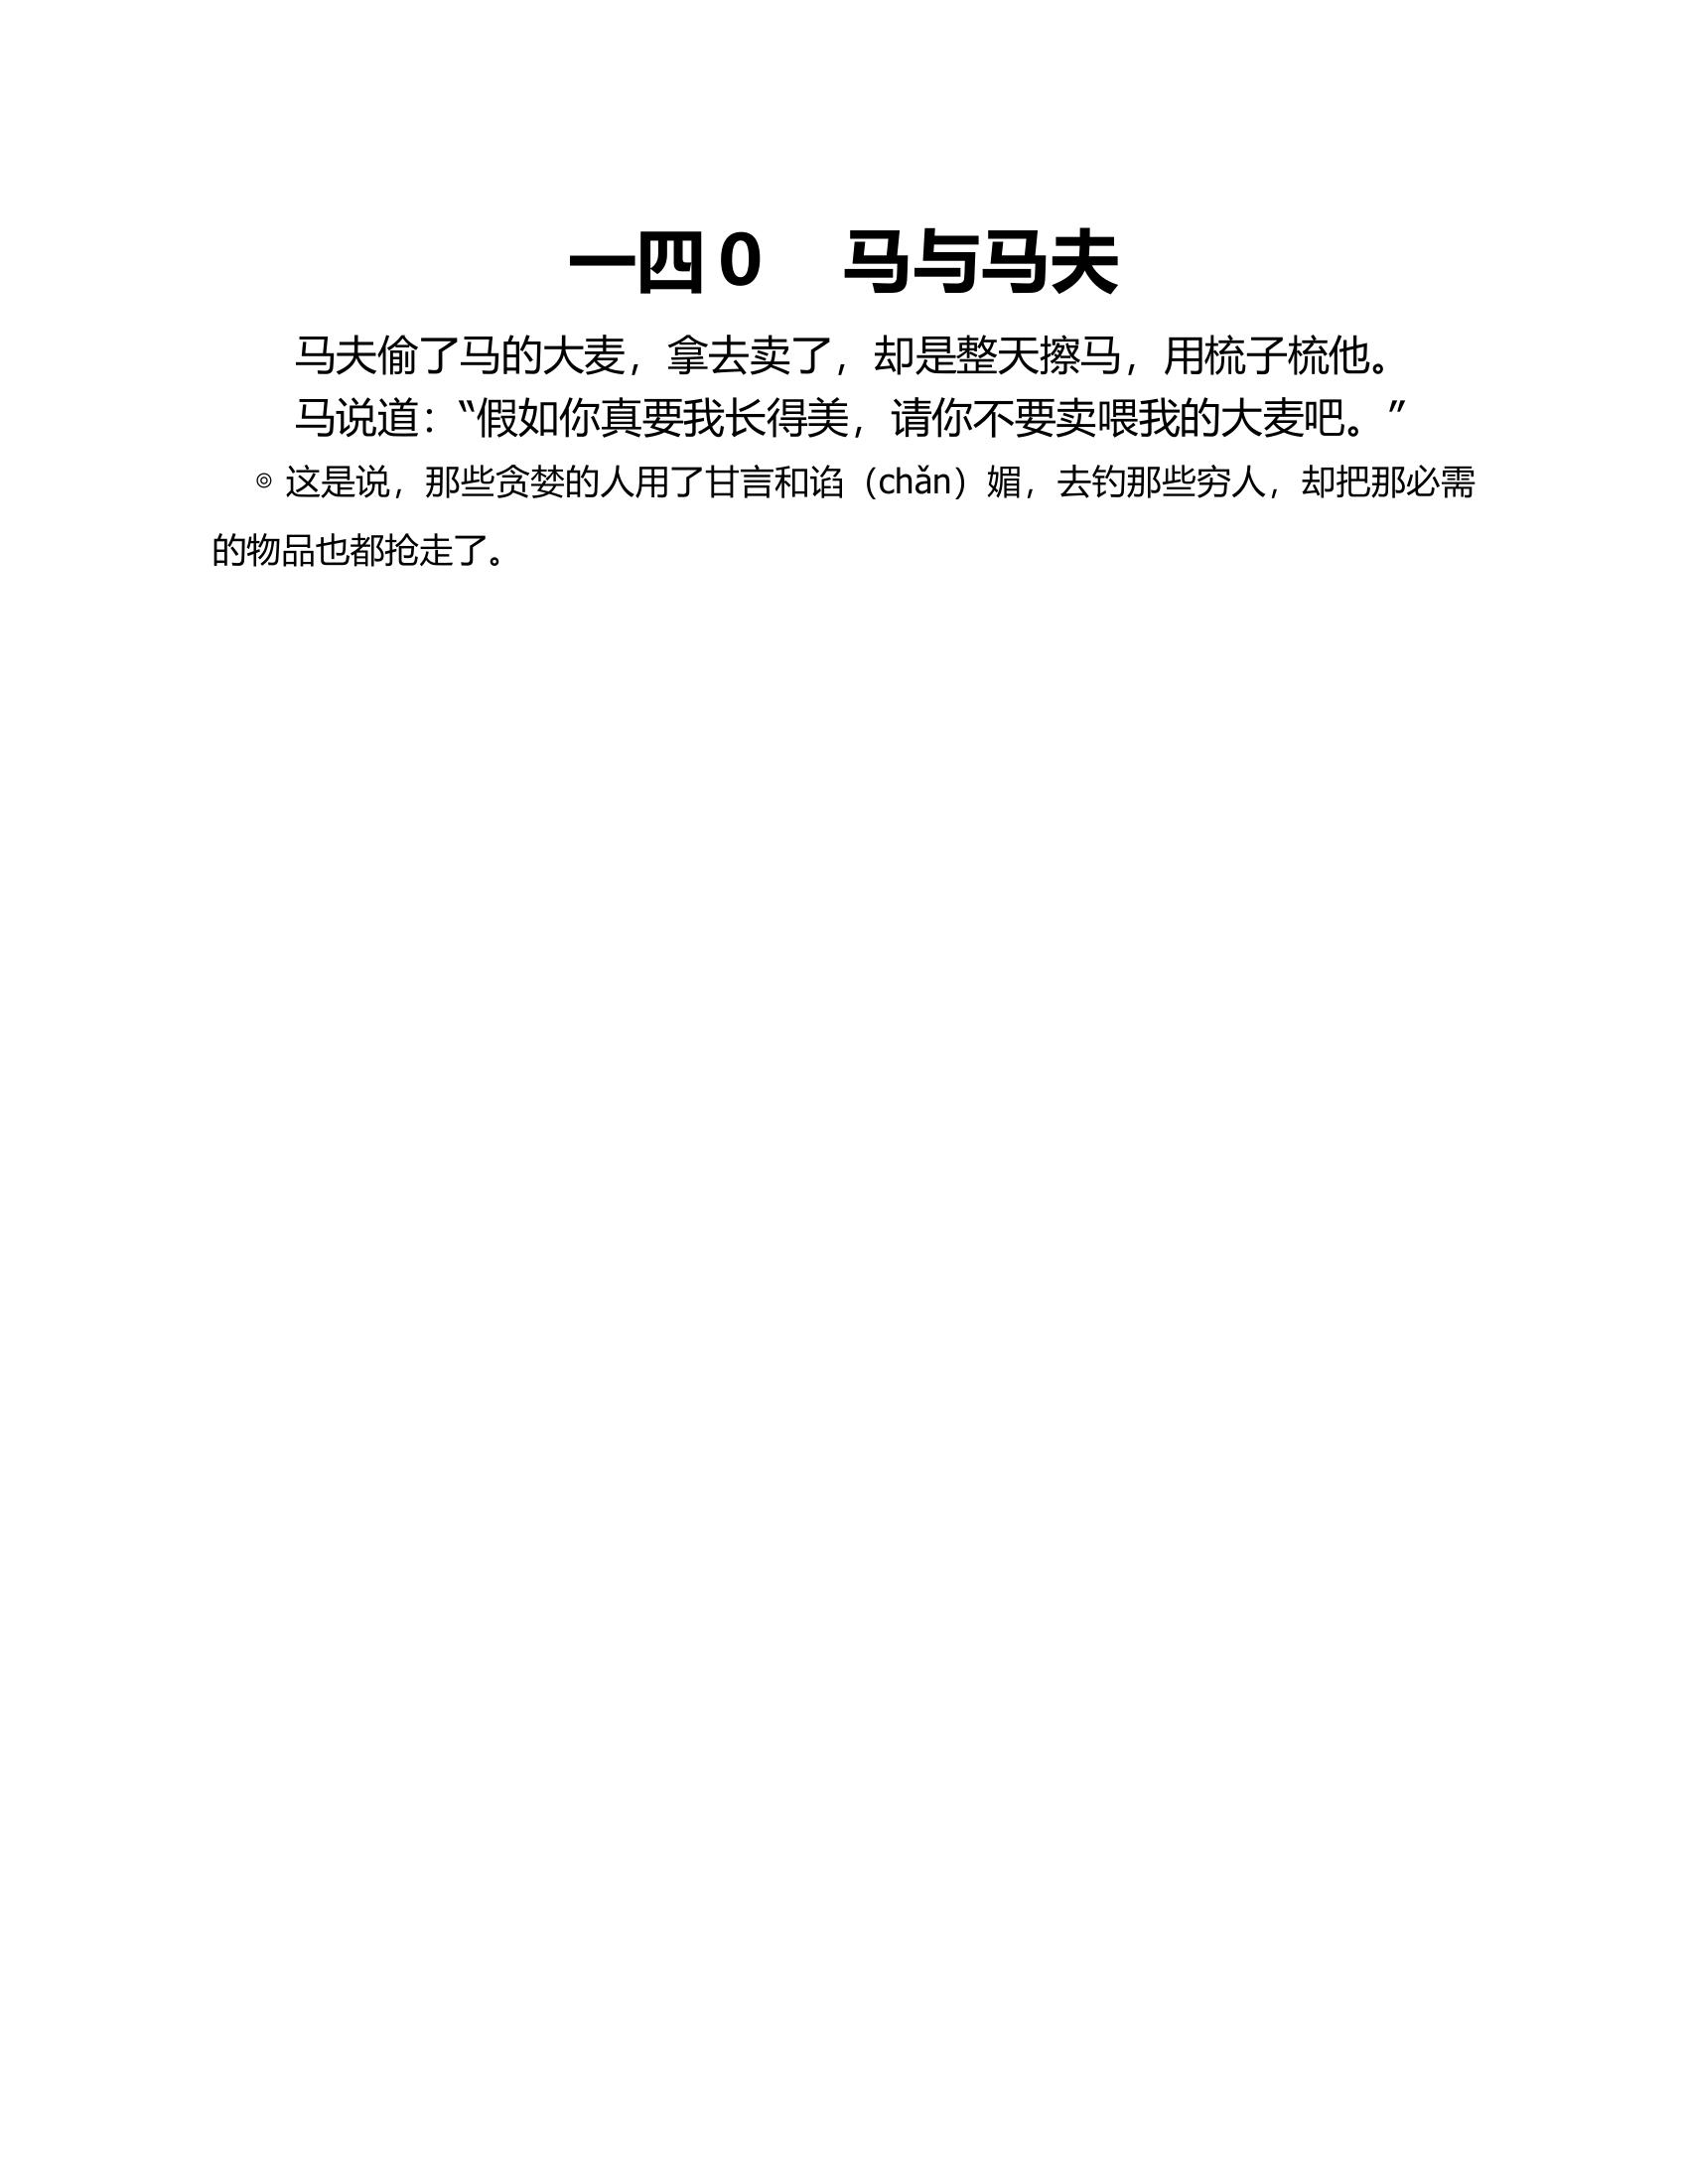 一四0　马与马夫
马夫偷了马的大麦，拿去卖了，却是整天擦马，用梳子梳他。
马说道：“假如你真要我长得美，请你不要卖喂我的大麦吧。”
◎ 这是说，那些贪婪的人用了甘言和谄（chǎn）媚，去钓那些穷人，却把那必需
的物品也都抢走了。